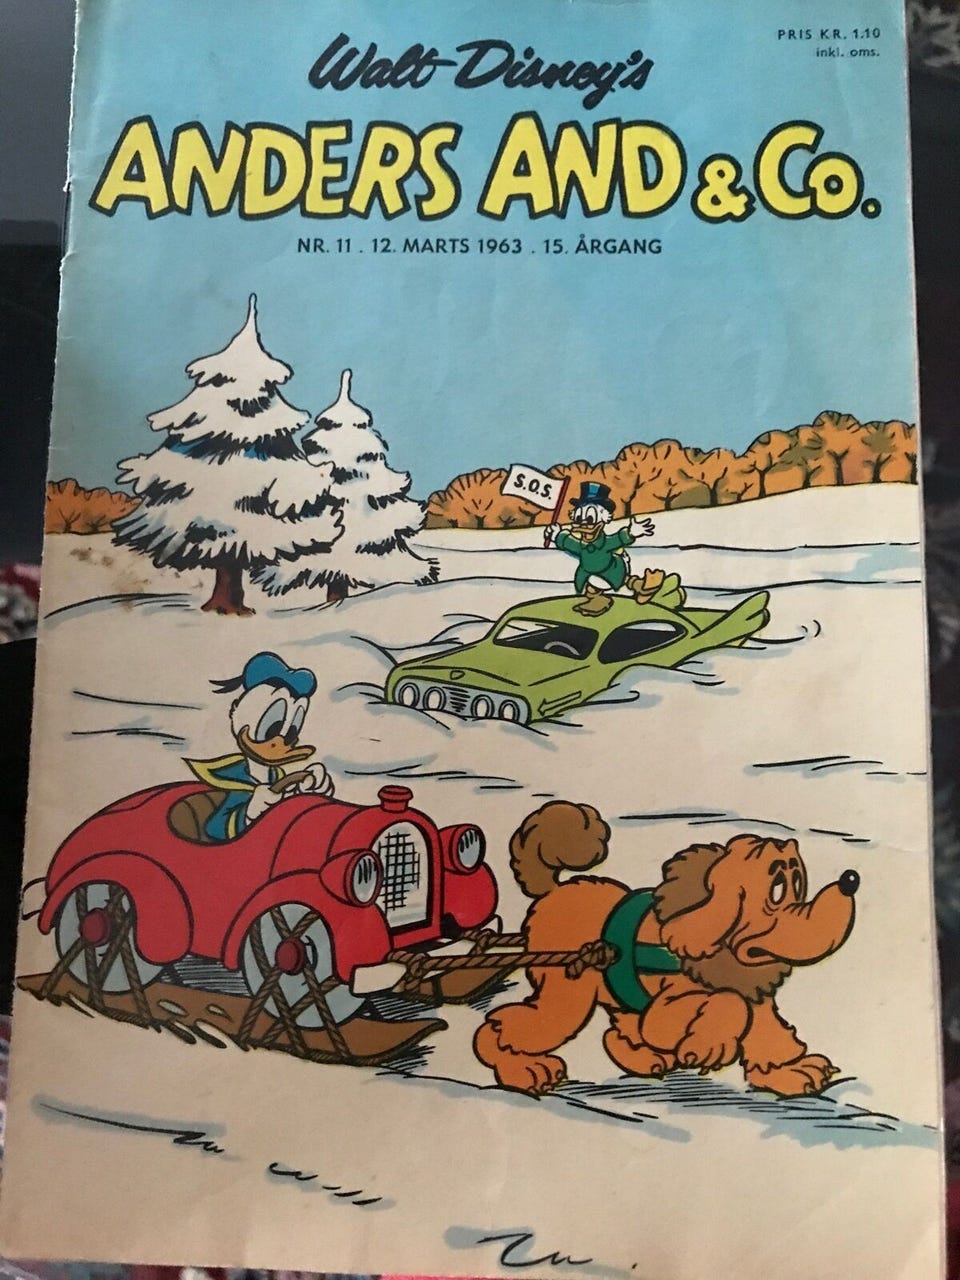 PRIS KR. 1.10
inkl. oms.
Walt Disney's
ANDERS AND & Co.
NR. 11 . 12. MARTS 1963 . 15. ÅRGANG
S.O.S.